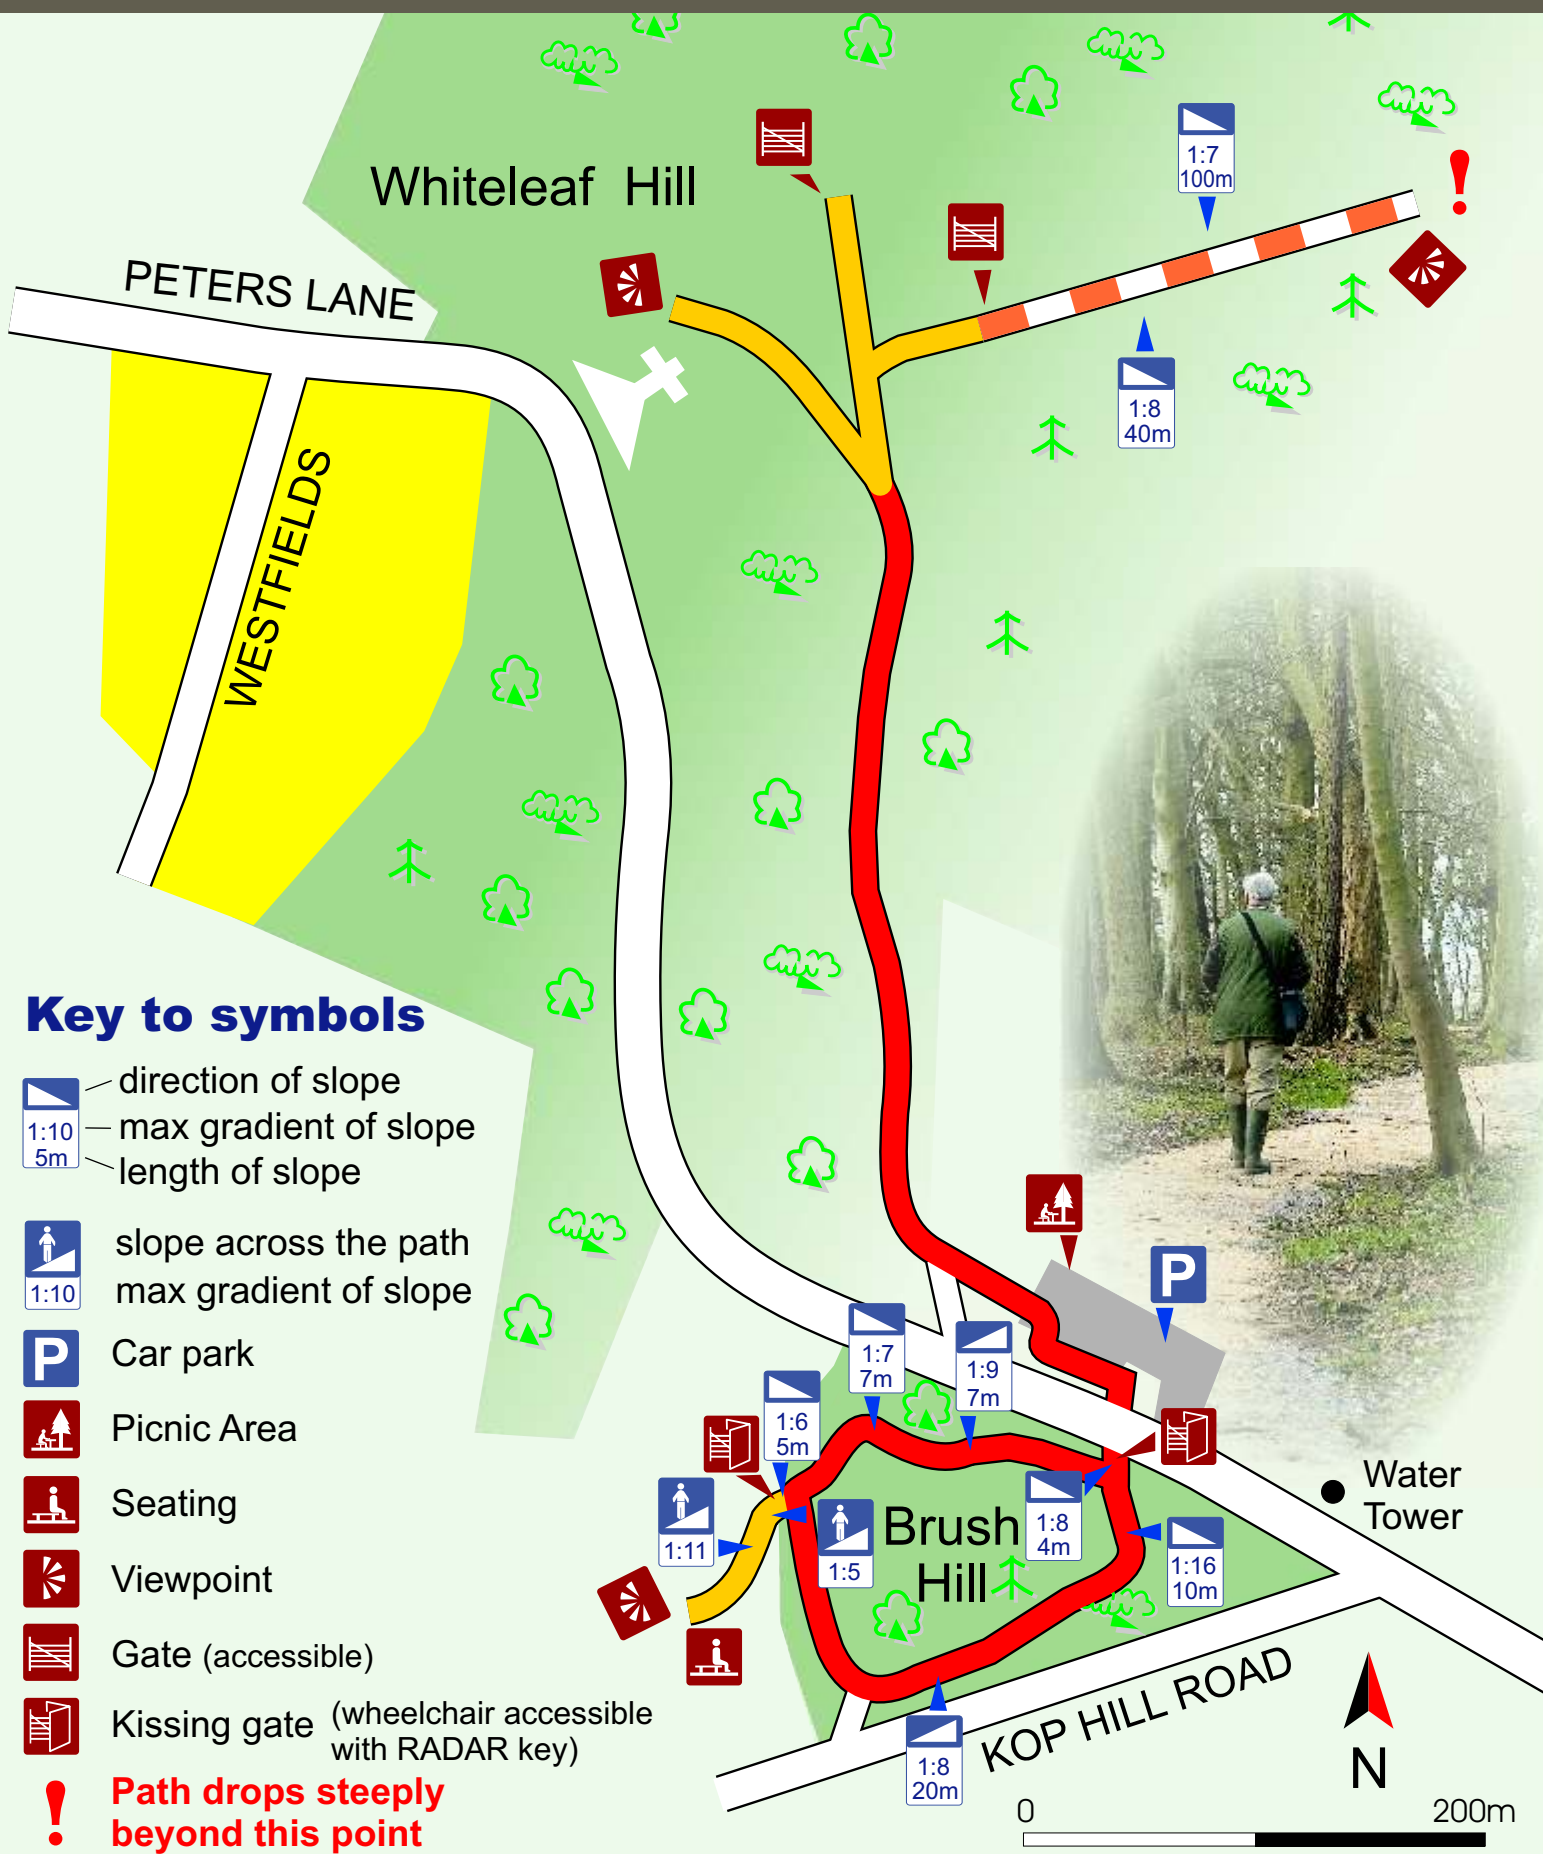 Whiteleaf Hill
PETERS LANE
WESTFIELDS
1:7
100m
1:8
40m
Key to symbols
1:10
5m
direction of slope
max gradient of slope
length of slope
1:10
slope across the path
max gradient of slope
P
Car park
Picnic Area
Seating
Viewpoint
Gate (accessible)
Kissing gate (wheelchair accessible
with RADAR key)
!
Path drops steeply
beyond this point
!
P
1:7
7m
1:9
7m
1:6
5m
1:11
1:5
Brush
Hill
1:8
4m
1:16
10m
1:8
20m
Water
Tower
KOP HILL ROAD
N
0
200m